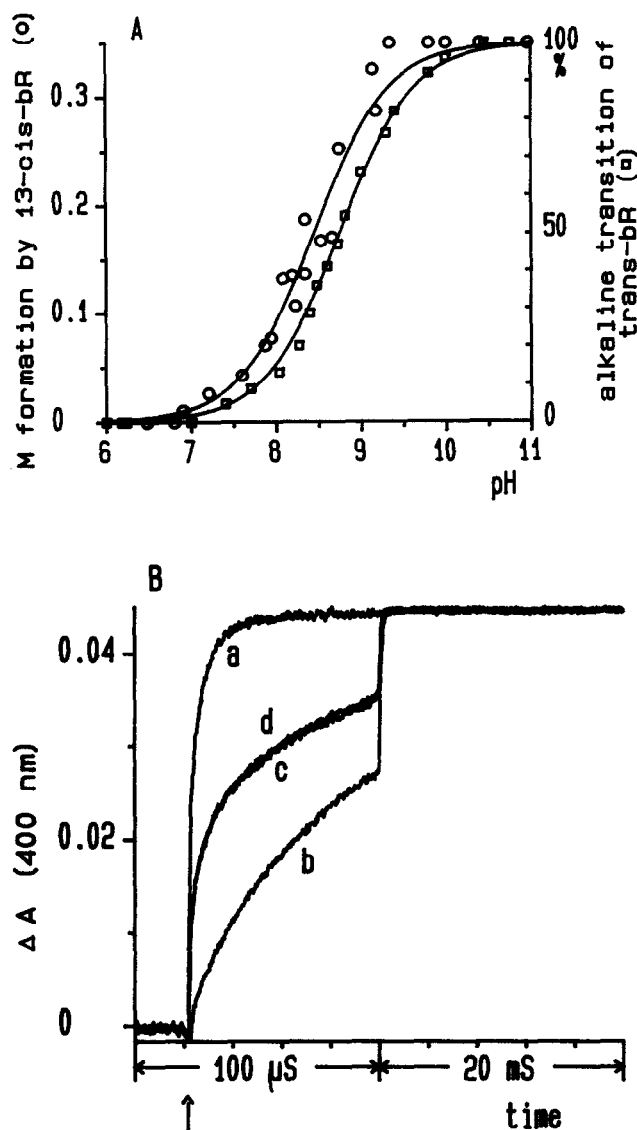 A
M formation by 13-cis-bR (o)
0.3
0.2
0.1
0
100
%
50
0
alkaline transition of
trans-bR (□)
6 7 8 9 10 11
pH
B
Δ A (400 nm)
0.04
0.02
0
a
d
c
b
100 µS 20 mS
time